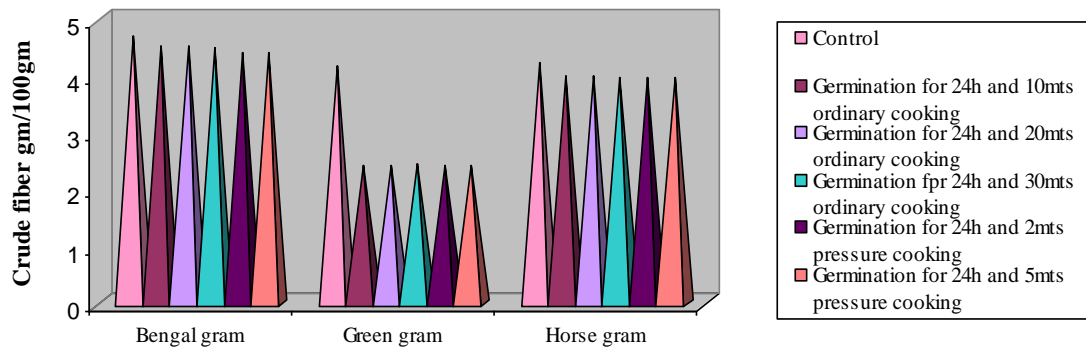 Crude fiber gm/100gm
5
4
3
2
1
0
Bengal gram
Green gram
Horse gram
Control
Germination for 24h and 10mts
ordinary cooking
Germination for 24h and 20mts
ordinary cooking
Germination fpr 24h and 30mts
ordinary cooking
Germination for 24h and 2mts
pressure cooking
Germination for 24h and 5mts
pressure cooking